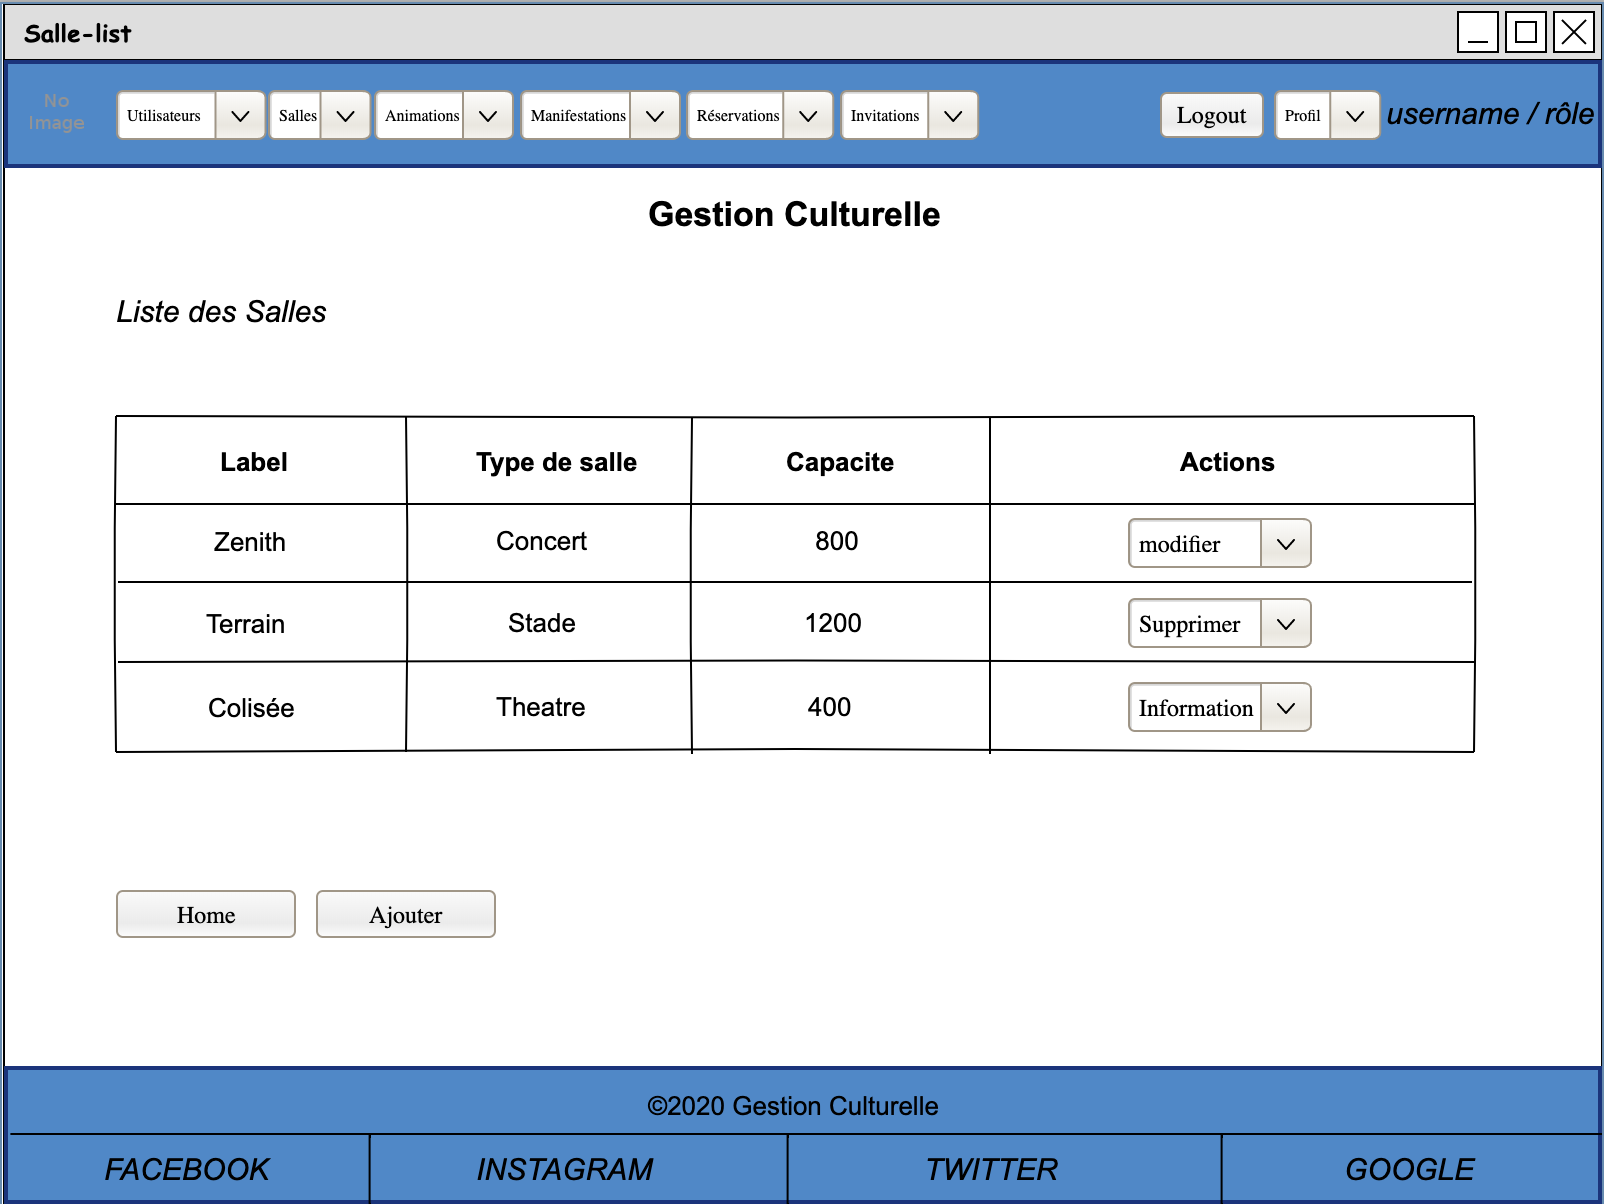 Salle-list
No
Image
Utilisateurs Salles Animations Manifestations Réservations Invitations Logout Profil username / rôle
Gestion Culturelle
Liste des Salles
Label Type de salle Capacite Actions
Zenith Concert 800 modifier
Terrain Stade 1200 Supprimer
Colisée Theatre 400 Information
Home Ajouter
©2020 Gestion Culturelle
FACEBOOK INSTAGRAM TWITTER GOOGLE